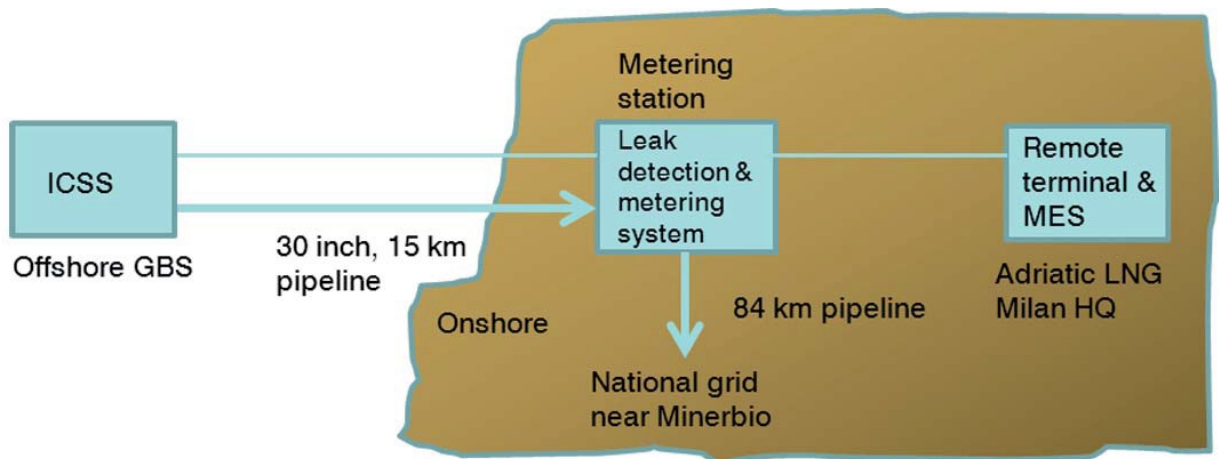 ICSS
Offshore GBS
30 inch, 15 km
pipeline
Onshore
Metering
station
Leak
detection &
metering
system
84 km pipeline
National grid
near Minerbio
Remote
terminal &
MES
Adriatic LNG
Milan HQ